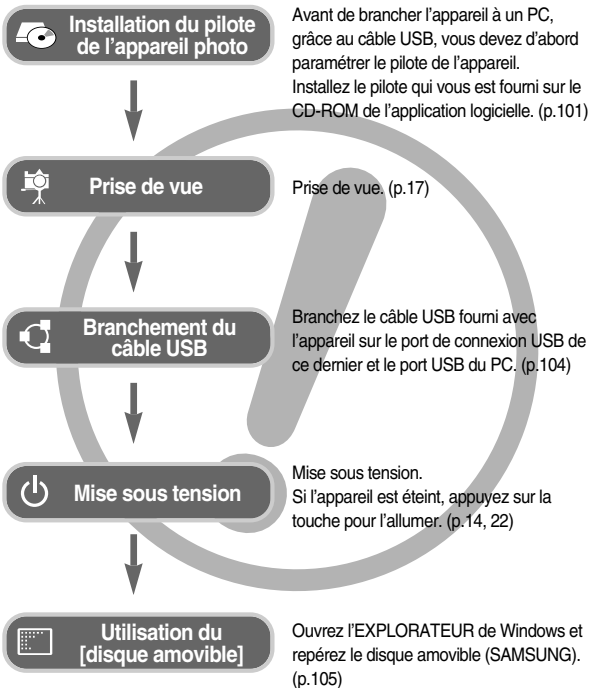 Installation du pilote
de l'appareil photo
Avant de brancher l'appareil à un PC,
grâce au câble USB, vous devez d'abord
paramétrer le pilote de l'appareil.
Installez le pilote qui vous est fourni sur le
CD-ROM de l'application logicielle. (p.101)
Prise de vue
Prise de vue. (p.17)
Branchement du
câble USB
Branchez le câble USB fourni avec
l'appareil sur le port de connexion USB de
ce dernier et le port USB du PC. (p.104)
Mise sous tension
Mise sous tension.
Si l'appareil est éteint, appuyez sur la
touche pour l'allumer. (p.14, 22)
Utilisation du
[disque amovible]
Ouvrez l'EXPLORATEUR de Windows et
repérez le disque amovible (SAMSUNG).
(p.105)